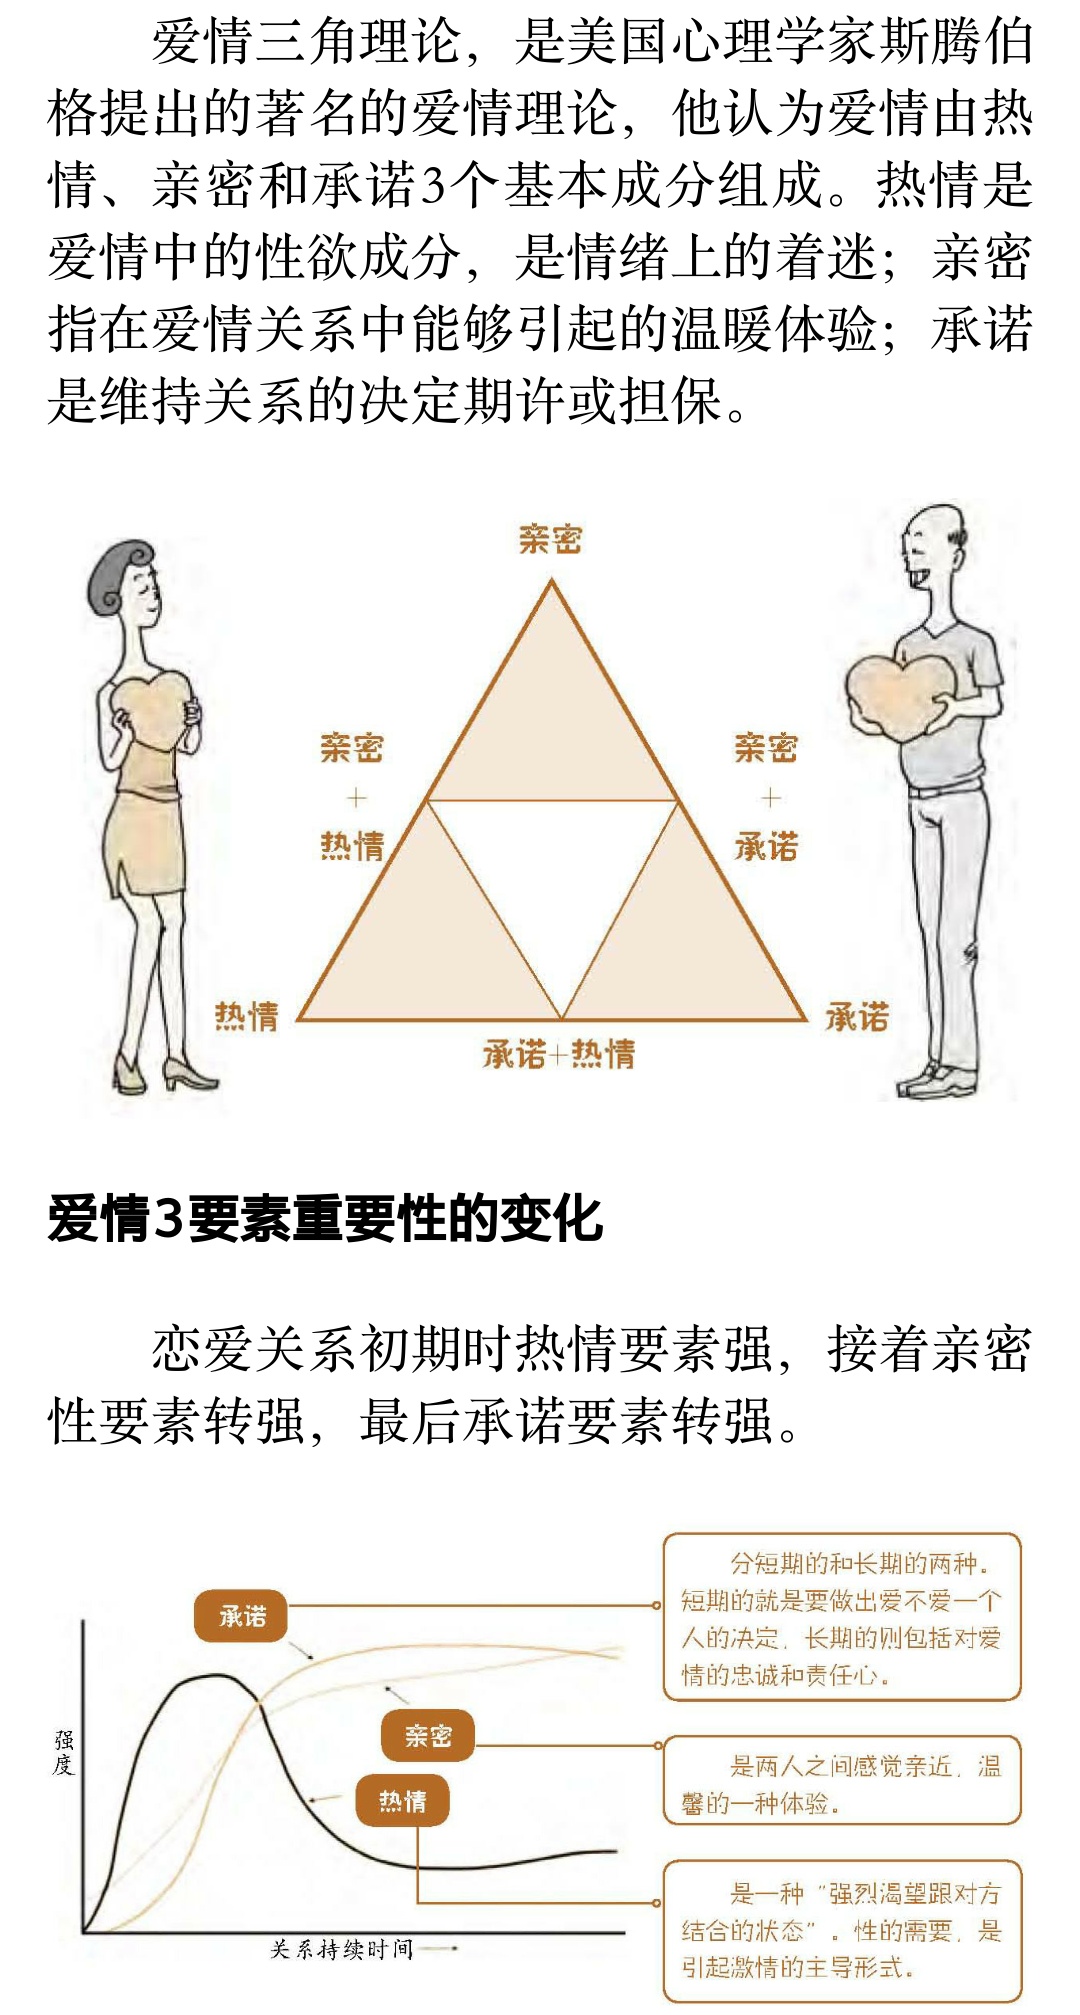 爱情三角理论，是美国心理学家斯腾伯
格提出的著名的爱情理论，他认为爱情由热
情、亲密和承诺3个基本成分组成。热情是
爱情中的性欲成分，是情绪上的着迷；亲密
指在爱情关系中能够引起的温暖体验；承诺
是维持关系的决定期许或担保。
亲密
亲密
+
热情
亲密
+
承诺
热情
承诺
承诺+热情
爱情3要素重要性的变化
恋爱关系初期时热情要素强，接着亲密
性要素转强，最后承诺要素转强。
分短期的和长期的两种。
短期的就是要做出爱不爱一个
人的决定，长期的则包括对爱
情的忠诚和责任心。
承诺
强度
亲密
是两人之间感觉亲近，温
馨的一种体验。
热情
是一种“强烈渴望跟对方
结合的状态”。性的需要，是
引起激情的主导形式。
关系持续时间